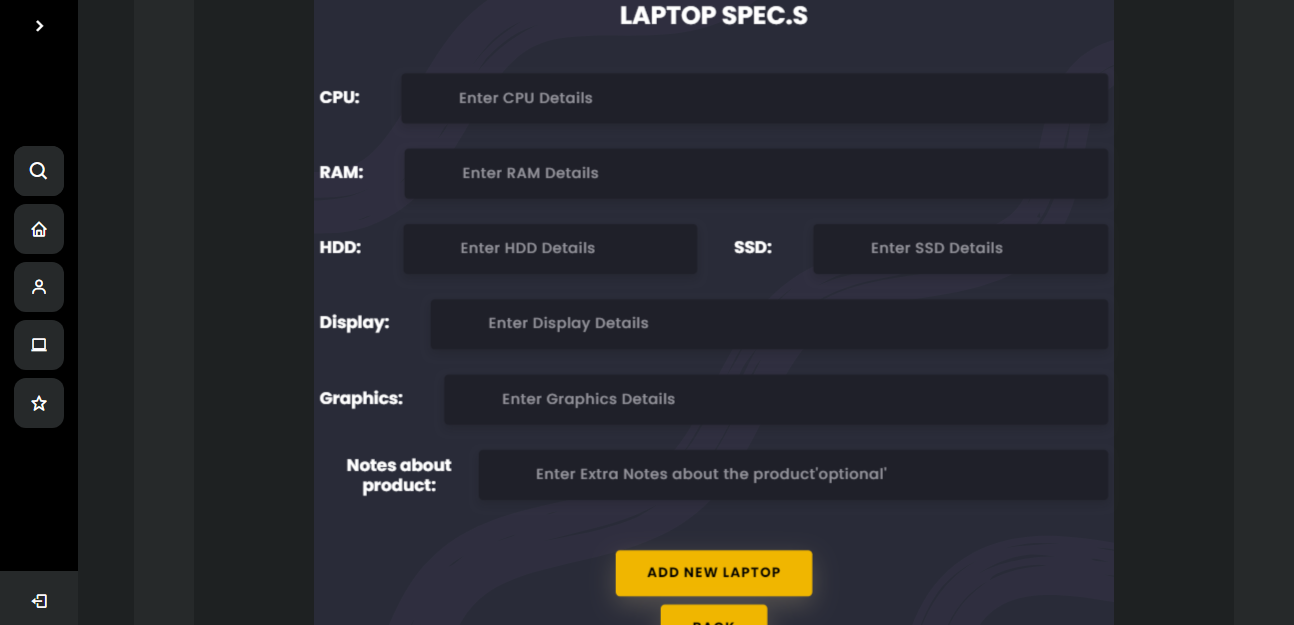 LAPTOP SPEC.S
CPU: Enter CPU Details
RAM: Enter RAM Details
HDD: Enter HDD Details SSD: Enter SSD Details
Display: Enter Display Details
Graphics: Enter Graphics Details
Notes about
product: Enter Extra Notes about the product'optional'
ADD NEW LAPTOP
BACK